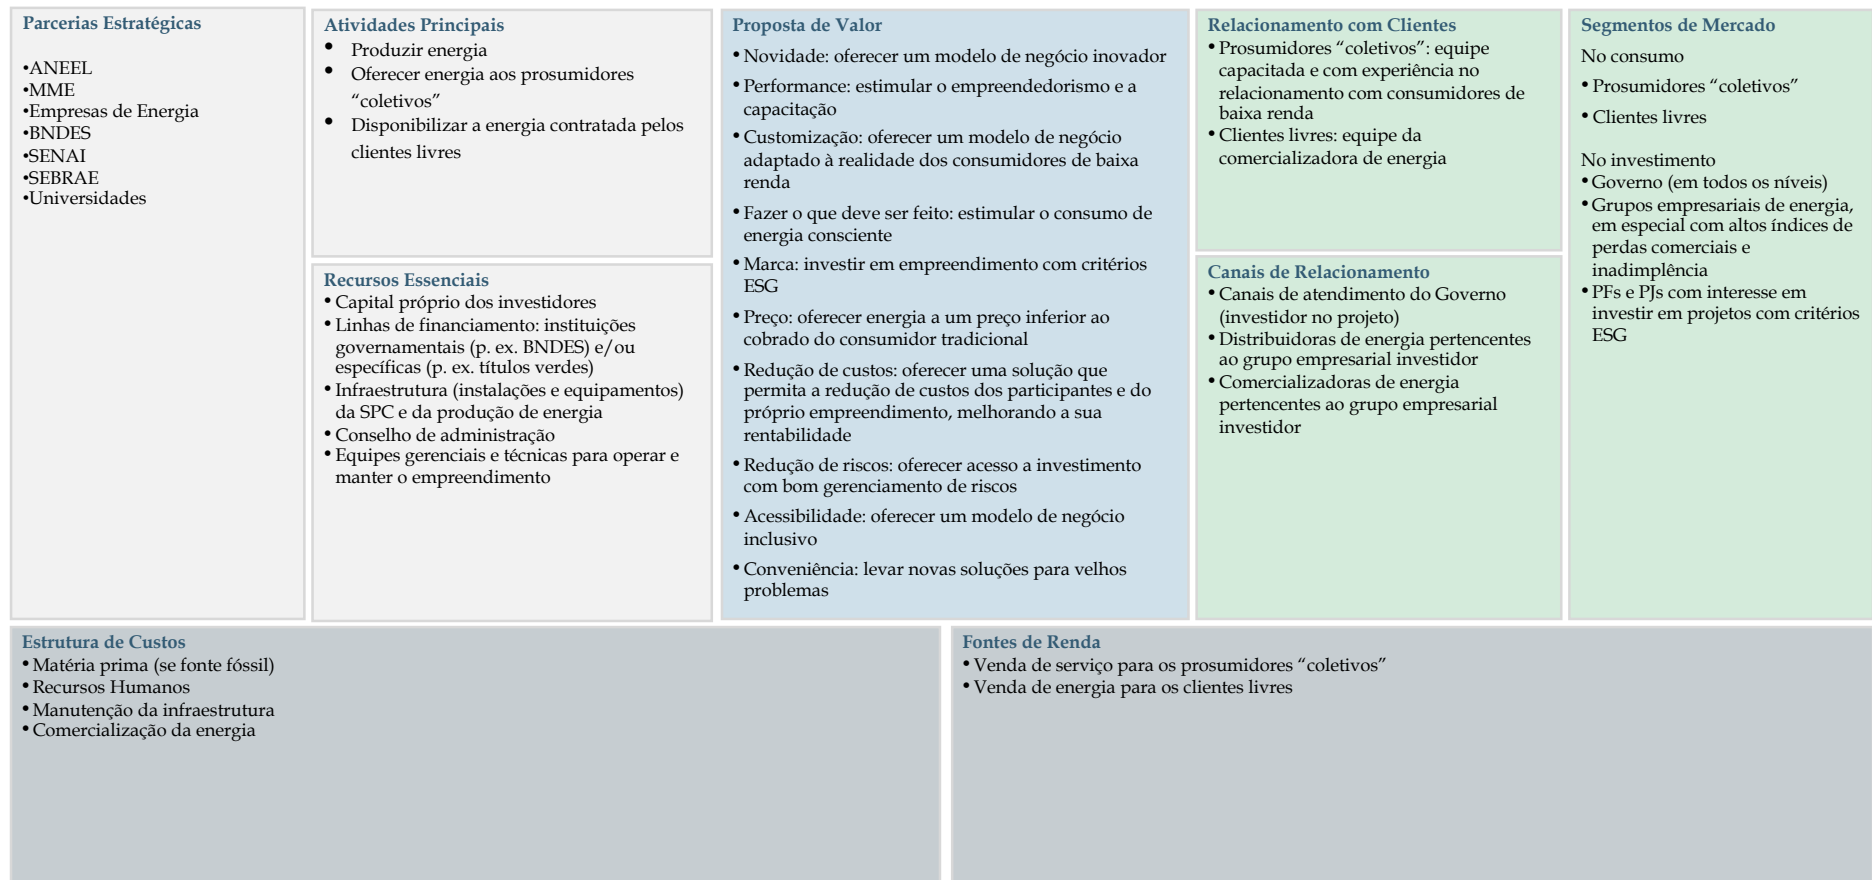 Parcerias Estratégicas
•ANEEL
•MME
•Empresas de Energia
•BNDES
•SENAI
•SEBRAE
•Universidades
Atividades Principais
• Produzir energia
• Oferecer energia aos prosumidores
“coletivos”
• Disponibilizar a energia contratada pelos
clientes livres
Recursos Essenciais
• Capital próprio dos investidores
• Linhas de financiamento: instituições
governamentais (p. ex. BNDES) e/ou
específicas (p. ex. títulos verdes)
• Infraestrutura (instalações e equipamentos)
da SPC e da produção de energia
• Conselho de administração
• Equipes gerenciais e técnicas para operar e
manter o empreendimento
Proposta de Valor
• Novidade: oferecer um modelo de negócio inovador
• Performance: estimular o empreendedorismo e a
capacitação
• Customização: oferecer um modelo de negócio
adaptado à realidade dos consumidores de baixa
renda
• Fazer o que deve ser feito: estimular o consumo de
energia consciente
• Marca: investir em empreendimento com critérios
ESG
• Preço: oferecer energia a um preço inferior ao
cobrado do consumidor tradicional
• Redução de custos: oferecer uma solução que
permita a redução de custos dos participantes e do
próprio empreendimento, melhorando a sua
rentabilidade
• Redução de riscos: oferecer acesso a investimento
com bom gerenciamento de riscos
• Acessibilidade: oferecer um modelo de negócio
inclusivo
• Conveniência: levar novas soluções para velhos
problemas
Relacionamento com Clientes
• Prosumidores “coletivos”: equipe
capacitada e com experiência no
relacionamento com consumidores de
baixa renda
• Clientes livres: equipe da
comercializadora de energia
Canais de Relacionamento
• Canais de atendimento do Governo
(investidor no projeto)
• Distribuidoras de energia pertencentes
ao grupo empresarial investidor
• Comercializadoras de energia
pertencentes ao grupo empresarial
investidor
Segmentos de Mercado
No consumo
• Prosumidores “coletivos”
• Clientes livres
No investimento
• Governo (em todos os níveis)
• Grupos empresariais de energia,
em especial com altos índices de
perdas comerciais e
inadimplência
• PFs e PJs com interesse em
investir em projetos com critérios
ESG
Estrutura de Custos
• Matéria prima (se fonte fóssil)
• Recursos Humanos
• Manutenção da infraestrutura
• Comercialização da energia
Fontes de Renda
• Venda de serviço para os prosumidores “coletivos”
• Venda de energia para os clientes livres